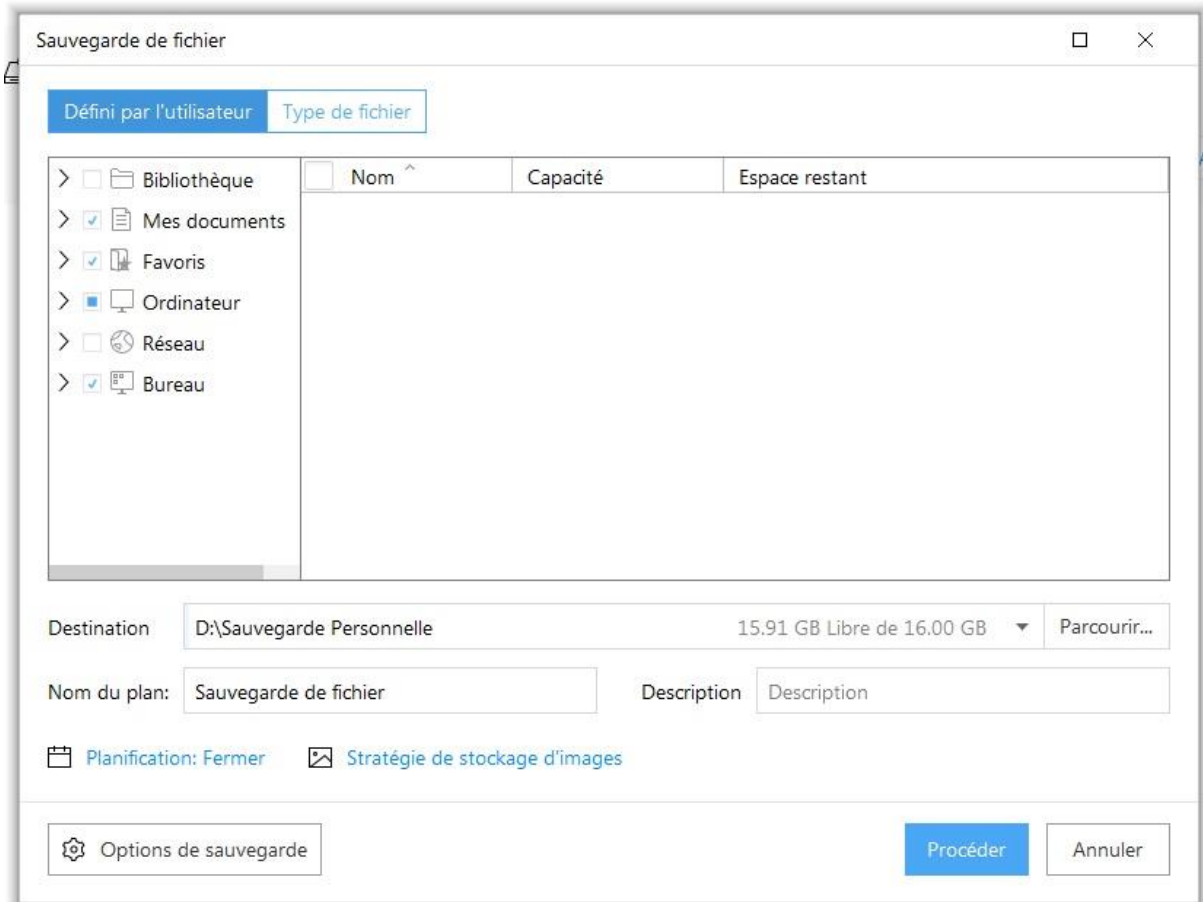 Sauvegarde de fichier
Défini par l'utilisateur Type de fichier
Bibliothèque
Mes documents
Favoris
Ordinateur
Réseau
Bureau
Nom Capacité Espace restant
Destination D:\Sauvegarde Personnelle 15.91 GB Libre de 16.00 GB Parcourir...
Nom du plan: Sauvegarde de fichier Description Description
Planification: Fermer Stratégie de stockage d'images
Options de sauvegarde Procéder Annuler